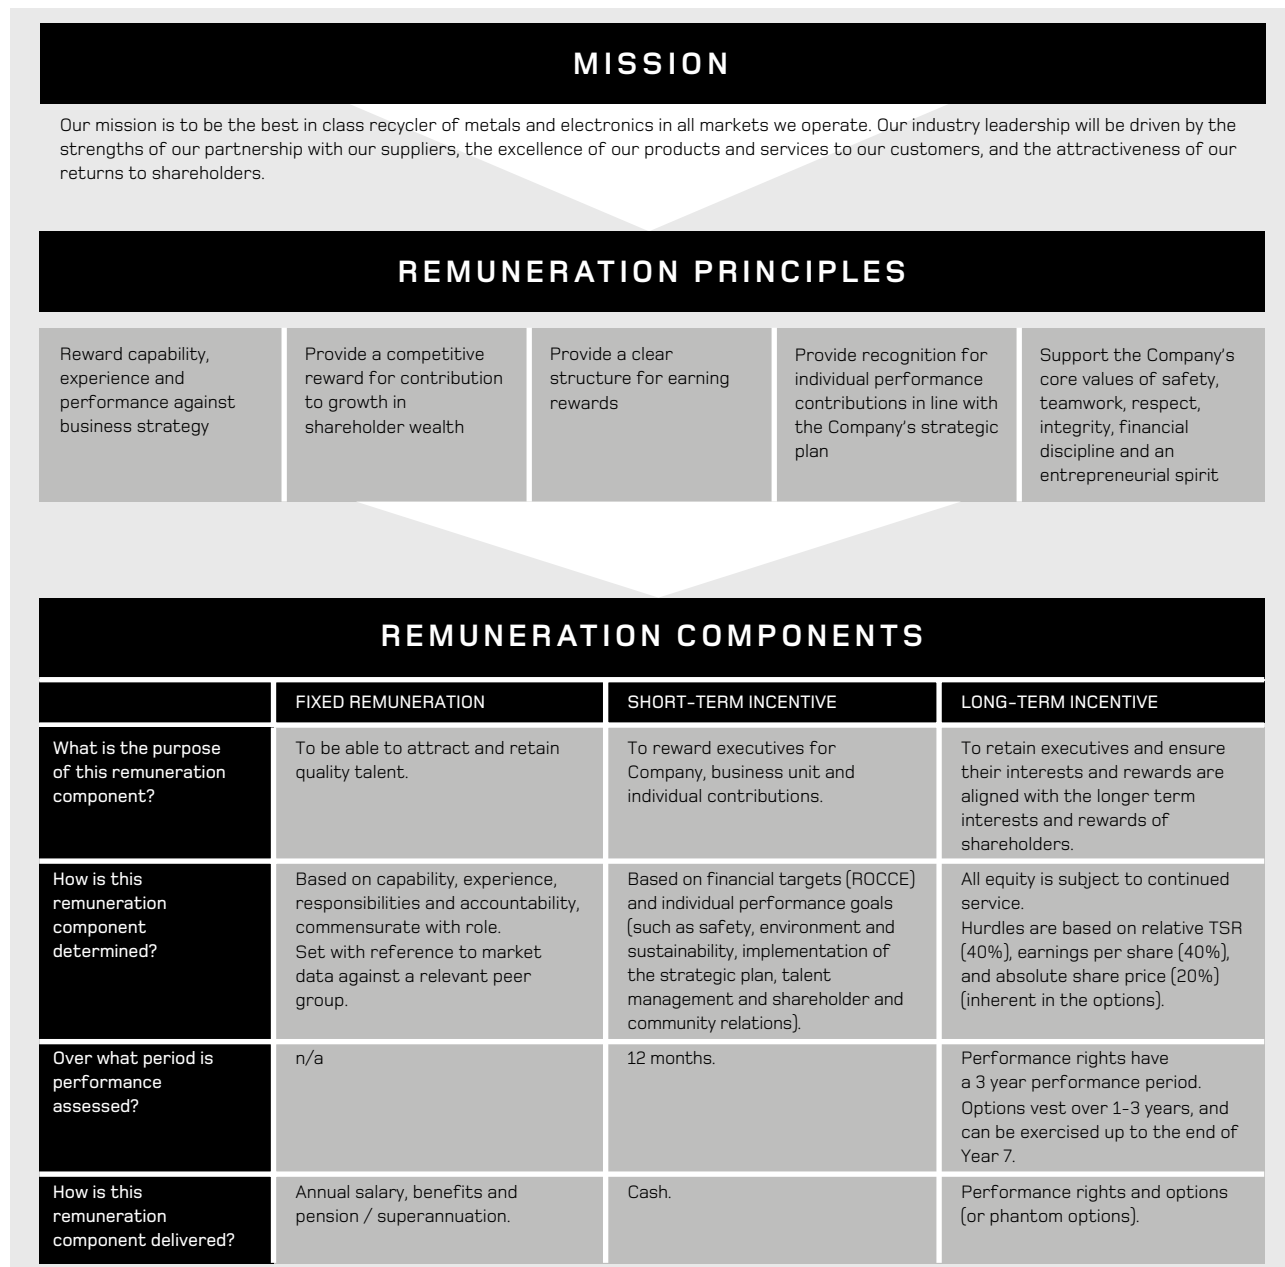 MISSION
Our mission is to be the best in class recycler of metals and electronics in all markets we operate. Our industry leadership will be driven by the
strengths of our partnership with our suppliers, the excellence of our products and services to our customers, and the attractiveness of our
returns to shareholders.
REMUNERATION PRINCIPLES
Reward capability,
experience and
performance against
business strategy
Provide a competitive
reward for contribution
to growth in
shareholder wealth
Provide a clear
structure for earning
rewards
Provide recognition for
individual performance
contributions in line with
the Company's strategic
plan
Support the Company's
core values of safety,
teamwork, respect,
integrity, financial
discipline and an
entrepreneurial spirit
REMUNERATION COMPONENTS
FIXED REMUNERATION
SHORT-TERM INCENTIVE
LONG-TERM INCENTIVE
What is the purpose
of this remuneration
component?
To be able to attract and retain
quality talent.
To reward executives for
Company, business unit and
individual contributions.
To retain executives and ensure
their interests and rewards are
aligned with the longer term
interests and rewards of
shareholders.
How is this
remuneration
component
determined?
Based on capability, experience,
responsibilities and accountability,
commensurate with role.
Set with reference to market
data against a relevant peer
group.
Based on financial targets (ROCCE)
and individual performance goals
(such as safety, environment and
sustainability, implementation of
the strategic plan, talent
management and shareholder and
community relations).
All equity is subject to continued
service.
Hurdles are based on relative TSR
(40%), earnings per share (40%),
and absolute share price (20%)
(inherent in the options).
Over what period is
performance
assessed?
n/a
12 months.
Performance rights have
a 3 year performance period.
Options vest over 1-3 years, and
can be exercised up to the end of
Year 7.
How is this
remuneration
component delivered?
Annual salary, benefits and
pension / superannuation.
Cash.
Performance rights and options
(or phantom options).